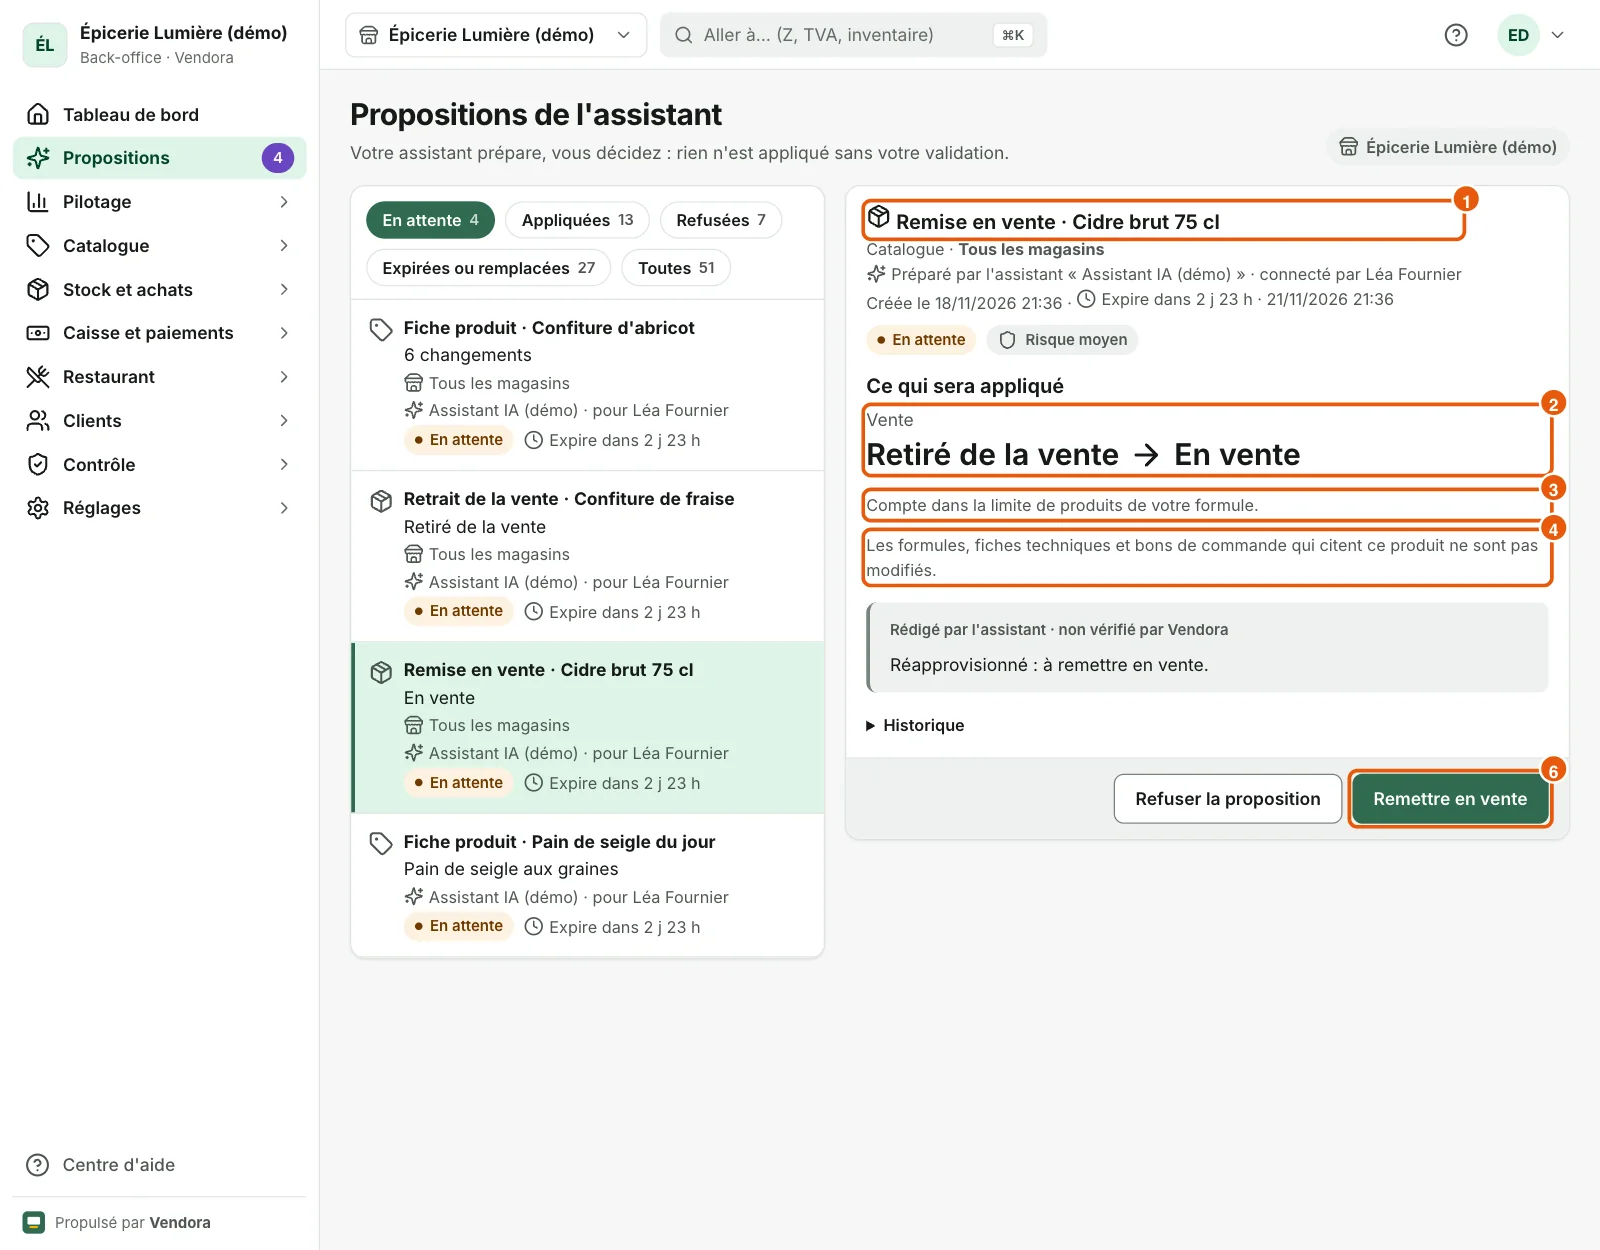 ÉL
Épicerie Lumière (démo)
Back-office · Vendora
Tableau de bord
Propositions
4
Pilotage
Catalogue
Stock et achats
Caisse et paiements
Restaurant
Clients
Contrôle
Réglages
Centre d'aide
Propulsé par Vendora
Épicerie Lumière (démo)
Aller à... (Z, TVA, inventaire)
⌘K
ED
Propositions de l'assistant
Votre assistant prépare, vous décidez : rien n'est appliqué sans votre validation.
Épicerie Lumière (démo)
En attente 4
Appliquées 13
Refusées 7
Expirées ou remplacées 27
Toutes 51
Fiche produit · Confiture d'abricot
6 changements
Tous les magasins
Assistant IA (démo) · pour Léa Fournier
En attente
Expire dans 2 j 23 h
Retrait de la vente · Confiture de fraise
Retiré de la vente
Tous les magasins
Assistant IA (démo) · pour Léa Fournier
En attente
Expire dans 2 j 23 h
Remise en vente · Cidre brut 75 cl
En vente
Tous les magasins
Assistant IA (démo) · pour Léa Fournier
En attente
Expire dans 2 j 23 h
Fiche produit · Pain de seigle du jour
Pain de seigle aux graines
Assistant IA (démo) · pour Léa Fournier
En attente
Expire dans 2 j 23 h
1
Remise en vente · Cidre brut 75 cl
Catalogue · Tous les magasins
Préparé par l'assistant « Assistant IA (démo) » · connecté par Léa Fournier
Créée le 18/11/2026 21:36 · Expire dans 2 j 23 h · 21/11/2026 21:36
En attente
Risque moyen
Ce qui sera appliqué
2
Vente
Retiré de la vente → En vente
3
Compte dans la limite de produits de votre formule.
4
Les formules, fiches techniques et bons de commande qui citent ce produit ne sont pas
modifiés.
Rédigé par l'assistant · non vérifié par Vendora
Réapprovisionné : à remettre en vente.
Historique
Refuser la proposition
6
Remettre en vente